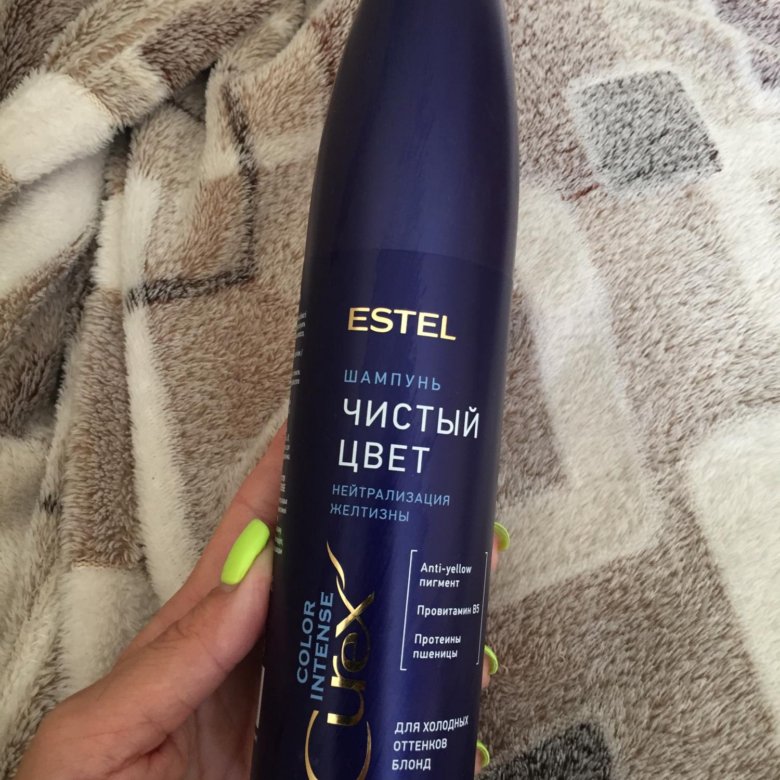 ESTEL
ШАМПУНЬ
ЧИСТЫЙ
ЦВЕТ
НЕЙТРАЛИЗАЦИЯ
ЖЕЛТИЗНЫ
Anti-yellow
пигмент
Провитамин B5
Протеины
пшеницы
COLOR
INTENSE
Curex
ДЛЯ ХОЛОДНЫХ
ОТТЕНКОВ
БЛОНД